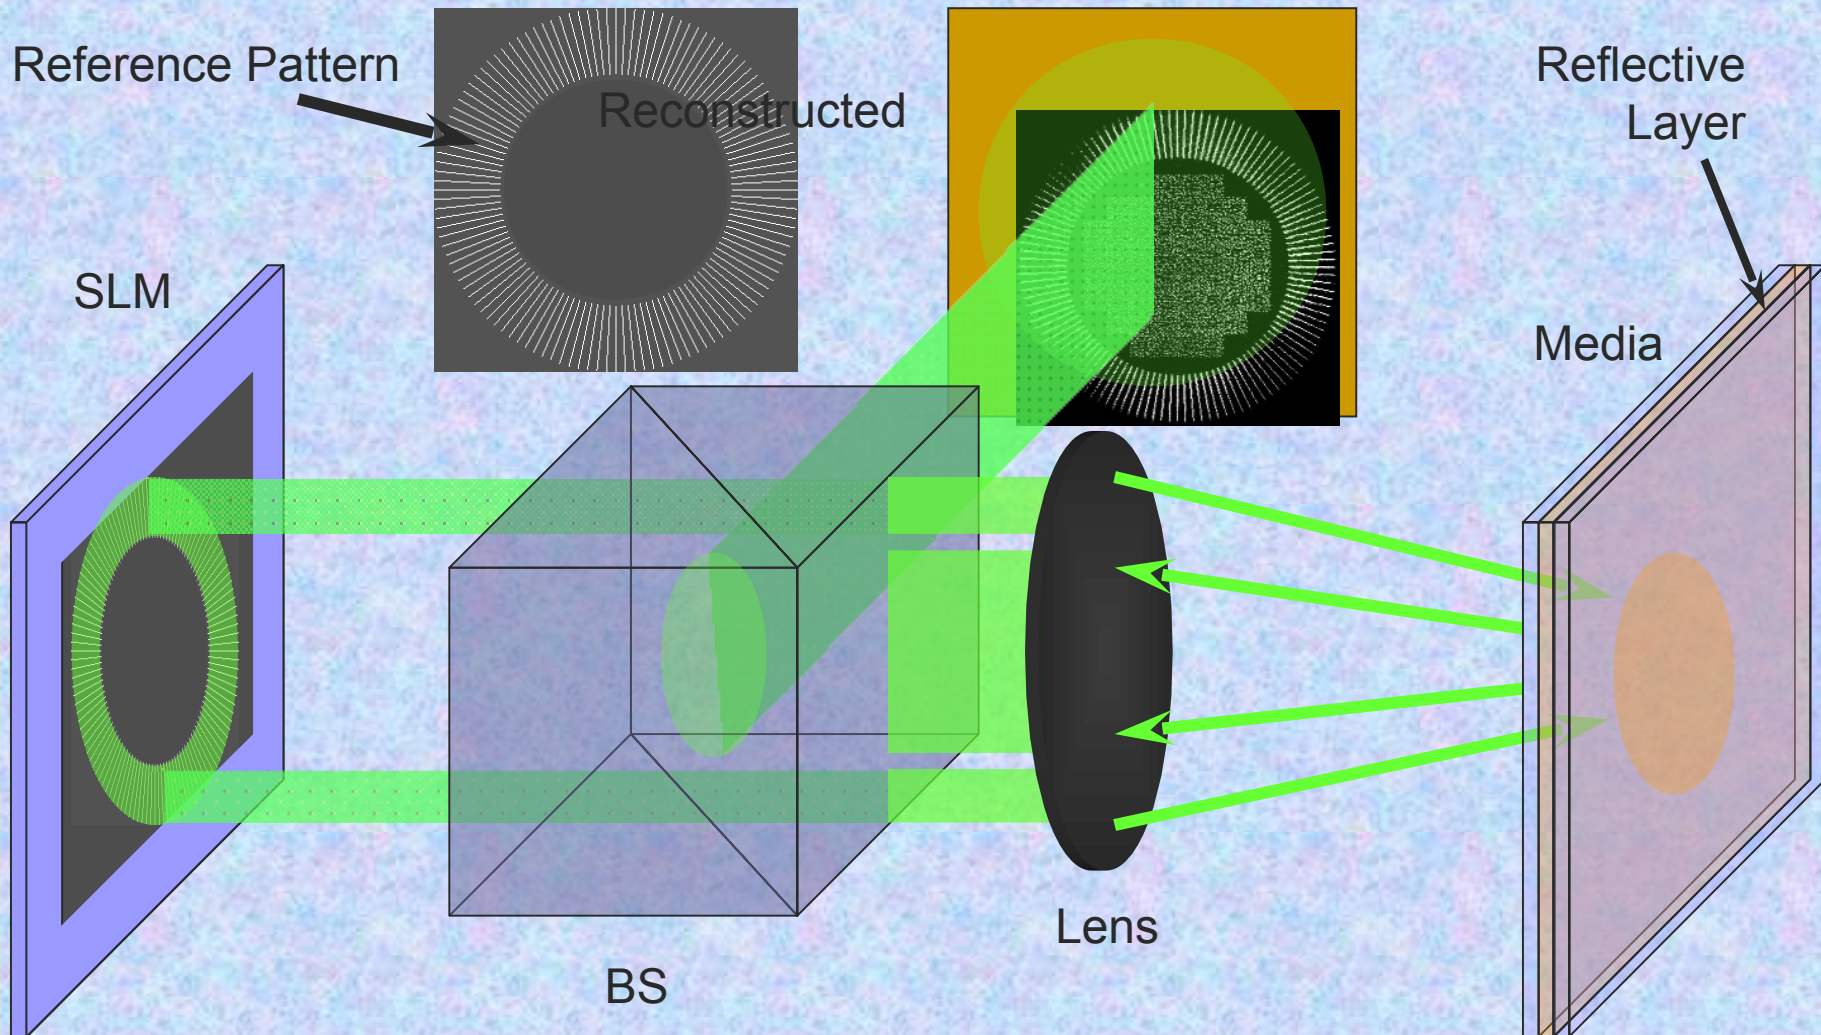 Reference Pattern
Reconstructed
Reflective
Layer
SLM
Media
Lens
BS